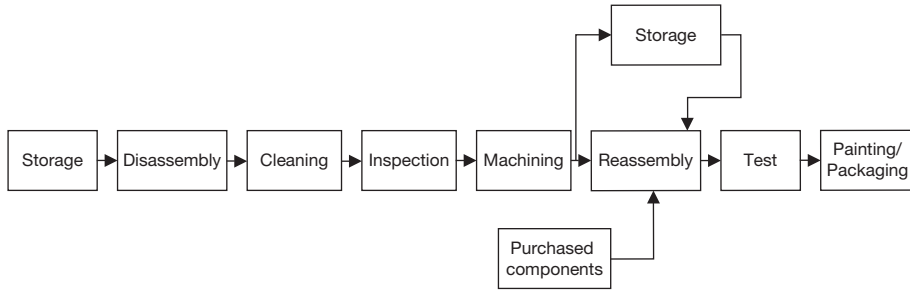 Storage
Storage
Disassembly
Cleaning
Inspection
Machining
Reassembly
Test
Painting/
Packaging
Purchased
components